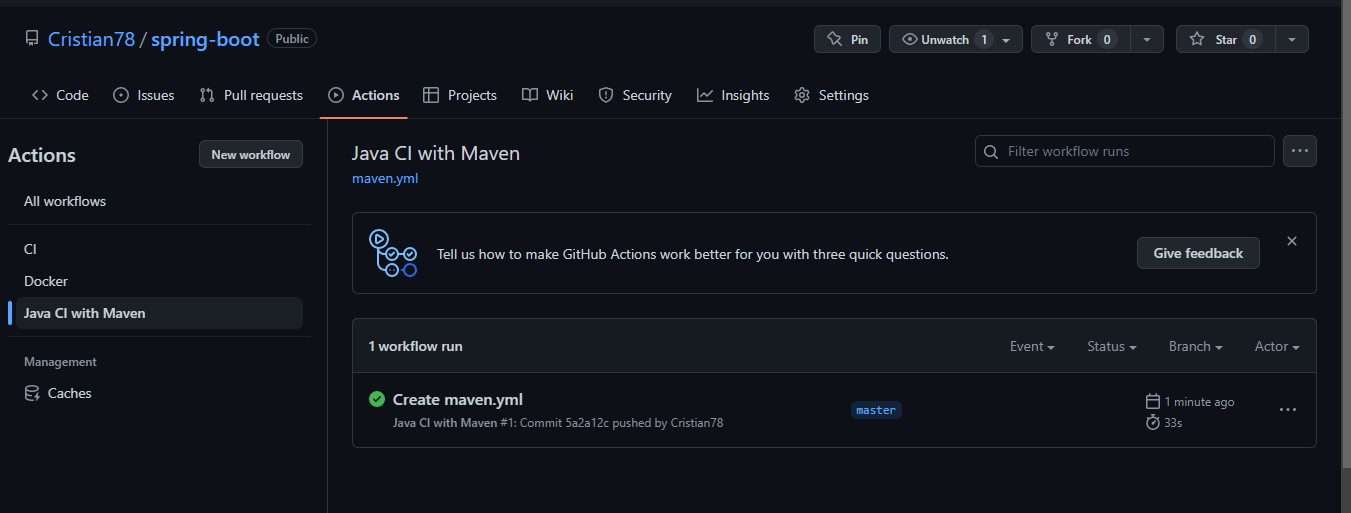 Cristian78 / spring-boot Public
Pin
Unwatch 1
Fork 0
Star 0
Code
Issues
Pull requests
Actions
Projects
Wiki
Security
Insights
Settings
Actions
New workflow
All workflows
CI
Docker
Java CI with Maven
Management
Caches
Java CI with Maven
maven.yml
Filter workflow runs
Tell us how to make GitHub Actions work better for you with three quick questions.
Give feedback
1 workflow run
Event
Status
Branch
Actor
Create maven.yml
Java CI with Maven #1: Commit 5a2a12c pushed by Cristian78
master
1 minute ago
33s